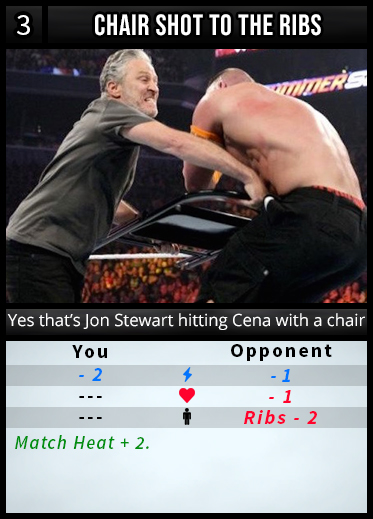 3
CHAIR SHOT TO THE RIBS
Yes that's Jon Stewart hitting Cena with a chair
You Opponent
- 2 - 1
--- - 1
--- Ribs - 2
Match Heat + 2.